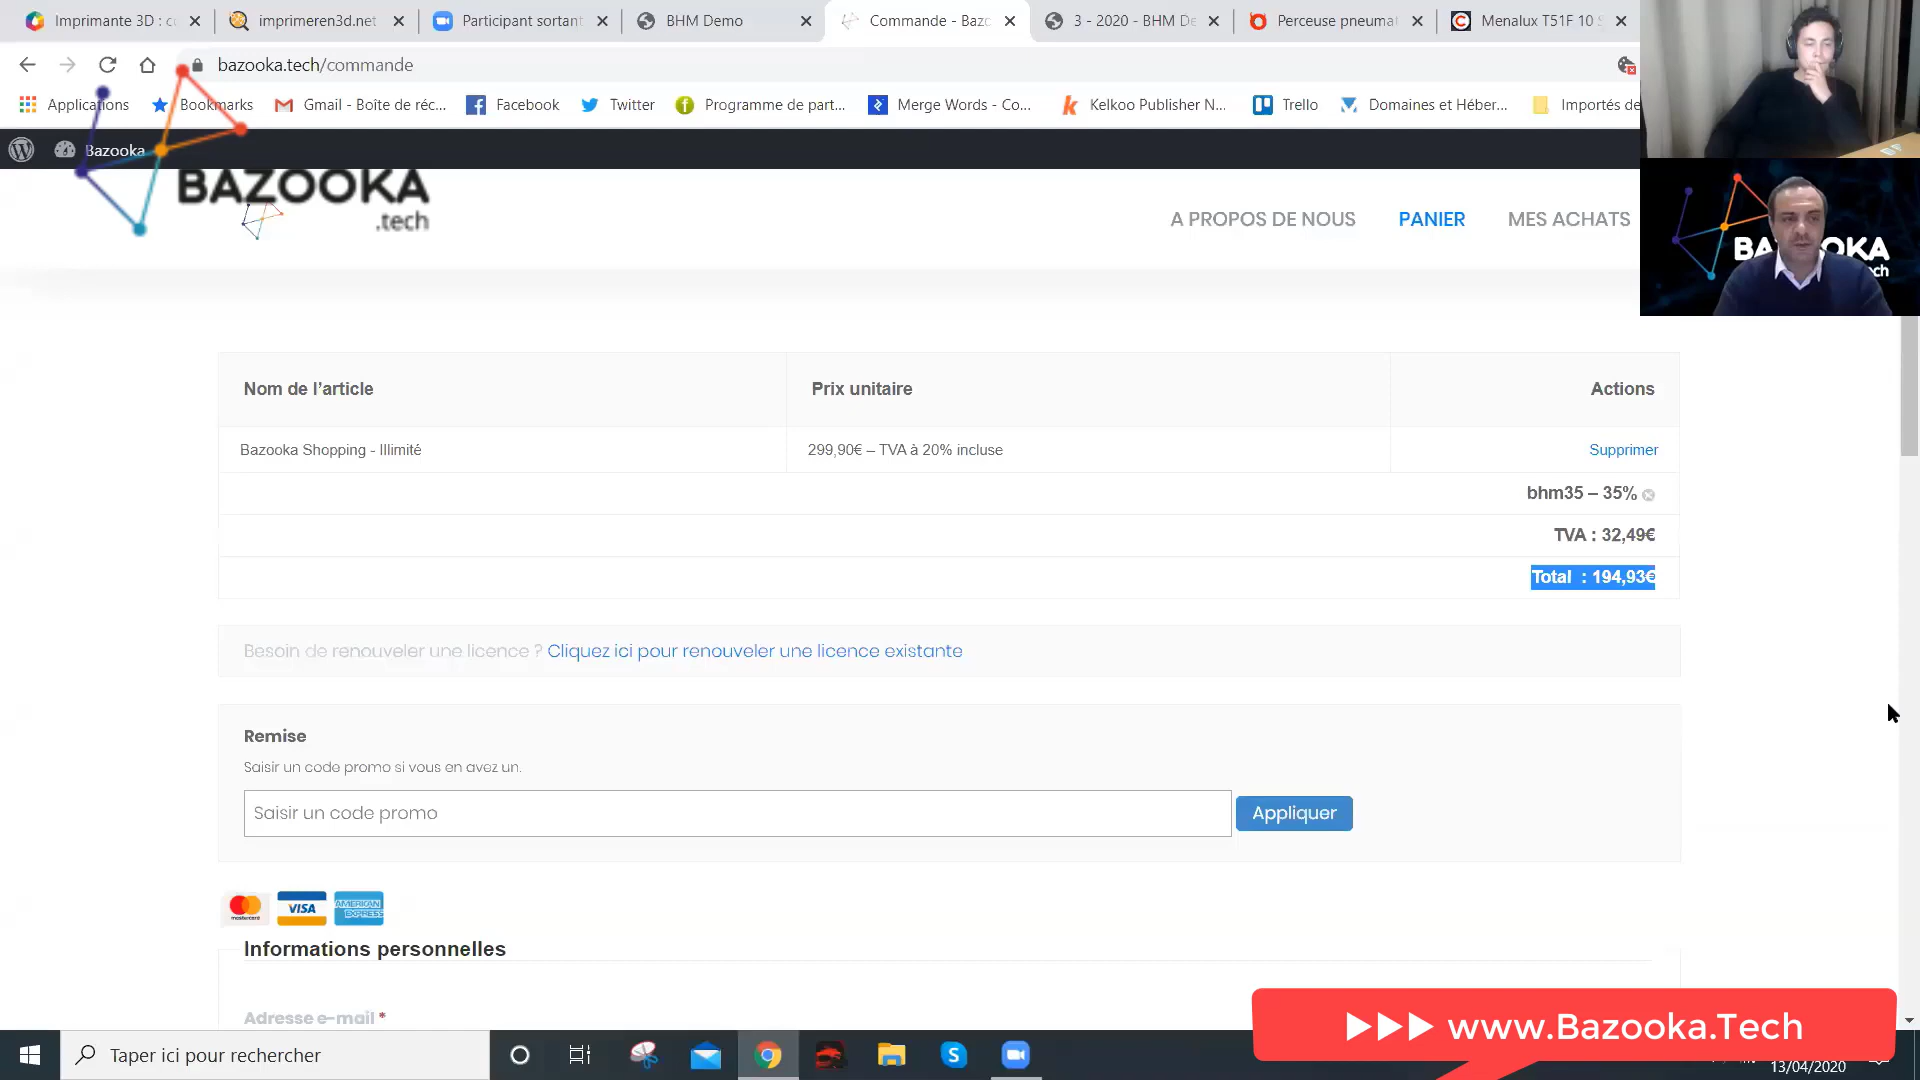 Imprimante 3D : co
imprimeren3d.net
Participant sortant
BHM Demo
Commande - Bazo
3 - 2020 - BHM De
Perceuse pneumat
Menalux T51F 10 S
bazooka.tech/commande
Applications
Bookmarks
Gmail - Boîte de réc...
Facebook
Twitter
Programme de part...
Merge Words - Co...
Kelkoo Publisher N...
Trello
Domaines et Héber...
Importés de
Bazooka
BAZOOKA
.tech
A PROPOS DE NOUS
PANIER
MES ACHATS
Nom de l'article
Prix unitaire
Actions
Bazooka Shopping - Illimité
299,90€ – TVA à 20% incluse
Supprimer
bhm35 – 35%
TVA : 32,49€
Total : 194,93€
Besoin de renouveler une licence ? Cliquez ici pour renouveler une licence existante
Remise
Saisir un code promo si vous en avez un.
Saisir un code promo
Appliquer
mastercard
VISA
AMERICAN
EXPRESS
Informations personnelles
Adresse e-mail *
www.Bazooka.Tech
Taper ici pour rechercher
13/04/2020